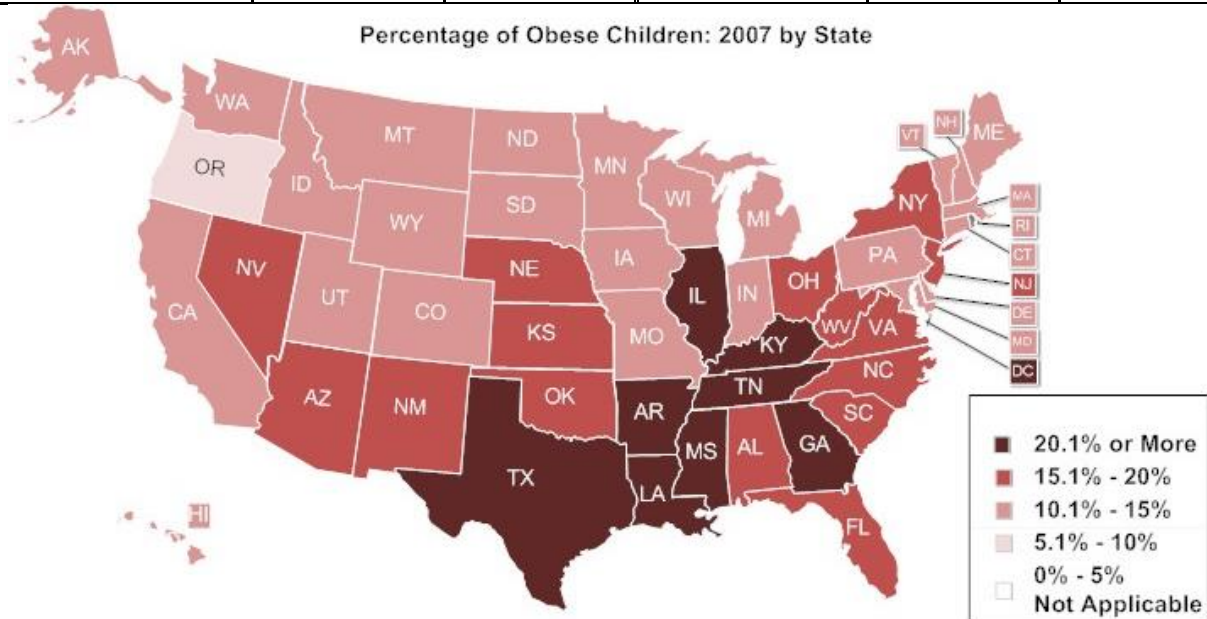 Percentage of Obese Children: 2007 by State
AK
WA
MT
ND
MN
VT
NH
ME
OR
ID
WY
SD
WI
MI
NY
MA
RI
CT
NJ
DE
MD
DC
NV
UT
CO
NE
IA
IL
IN
OH
PA
CA
KS
MO
KY
WV
VA
AZ
NM
OK
AR
TN
NC
SC
TX
LA
MS
AL
GA
FL
HI
20.1% or More
15.1% - 20%
10.1% - 15%
5.1% - 10%
0% - 5%
Not Applicable